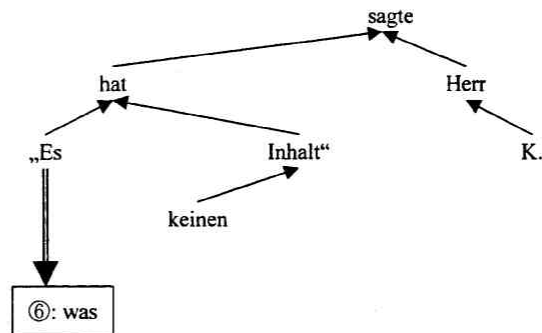 sagte
hat Herr
„Es Inhalt“ K.
keinen
⑥: was